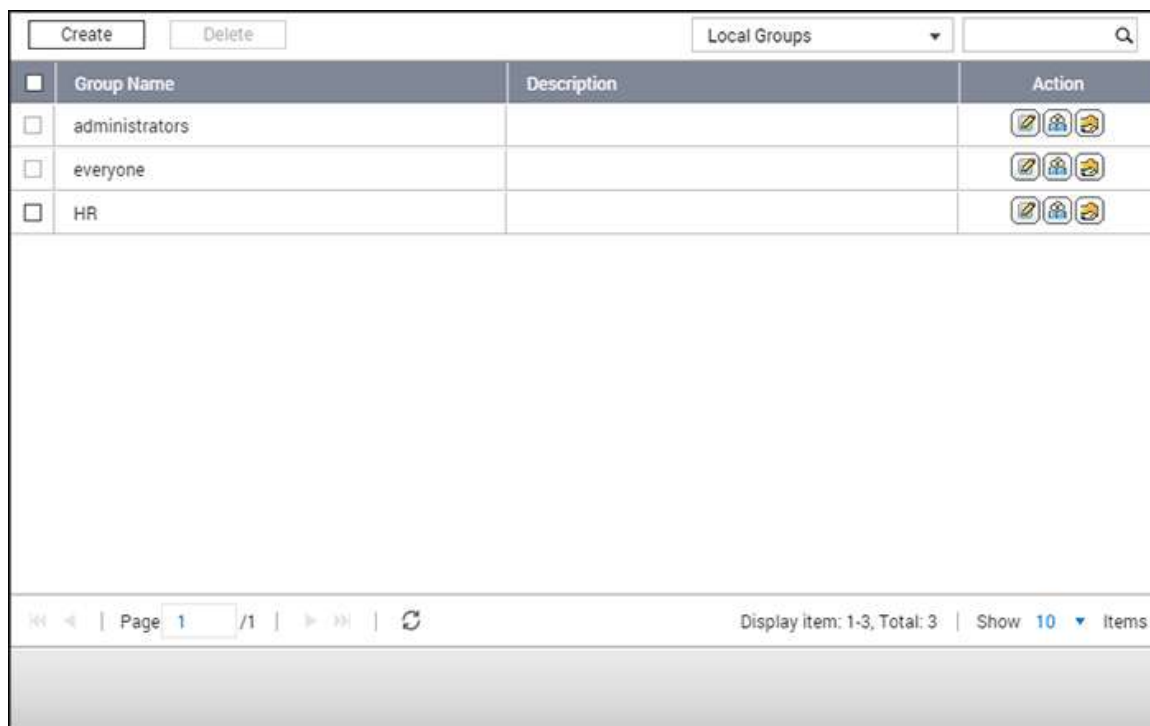 Create Delete Local Groups
Group Name Description Action
administrators
everyone
HR
Page 1 /1 Display item: 1-3, Total: 3 Show 10 Items